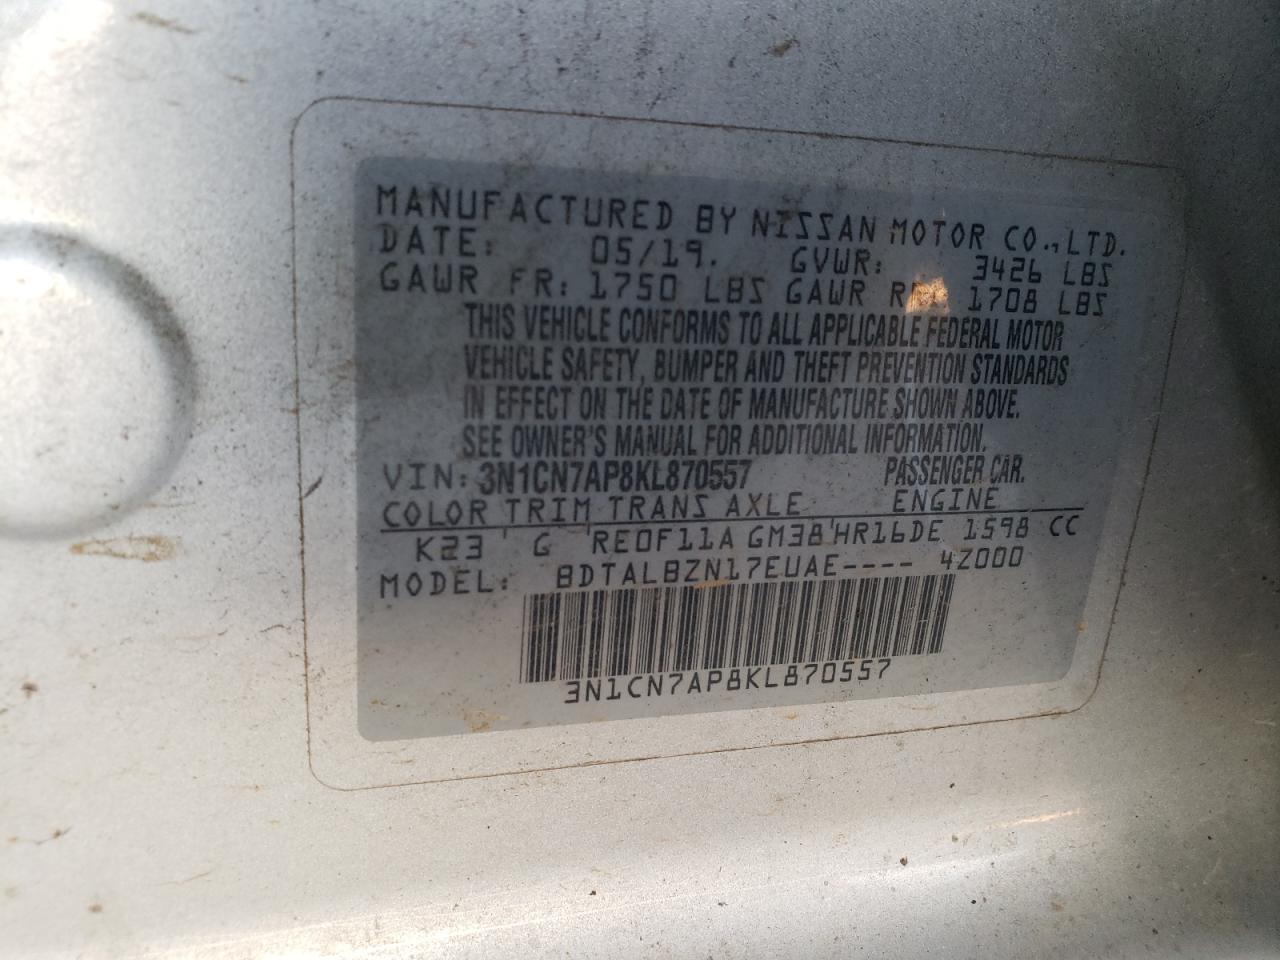 MANUFACTURED BY NISSAN MOTOR CO., LTD.
DATE: 05/19. GVWR: 3426 LBS
GAWR FR: 1750 LBS GAWR RR: 1708 LBS
THIS VEHICLE CONFORMS TO ALL APPLICABLE FEDERAL MOTOR
VEHICLE SAFETY, BUMPER AND THEFT PREVENTION STANDARDS
IN EFFECT ON THE DATE OF MANUFACTURE SHOWN ABOVE.
SEE OWNER'S MANUAL FOR ADDITIONAL INFORMATION.
VIN: 3N1CN7AP8KL870557 PASSENGER CAR.
COLOR TRIM TRANS AXLE ENGINE
K23 ' G 'RE0F11A GM38'HR16DE 1598 CC
MODEL: BDTALBZN17EUAE---- 4Z000
3N1CN7AP8KL870557